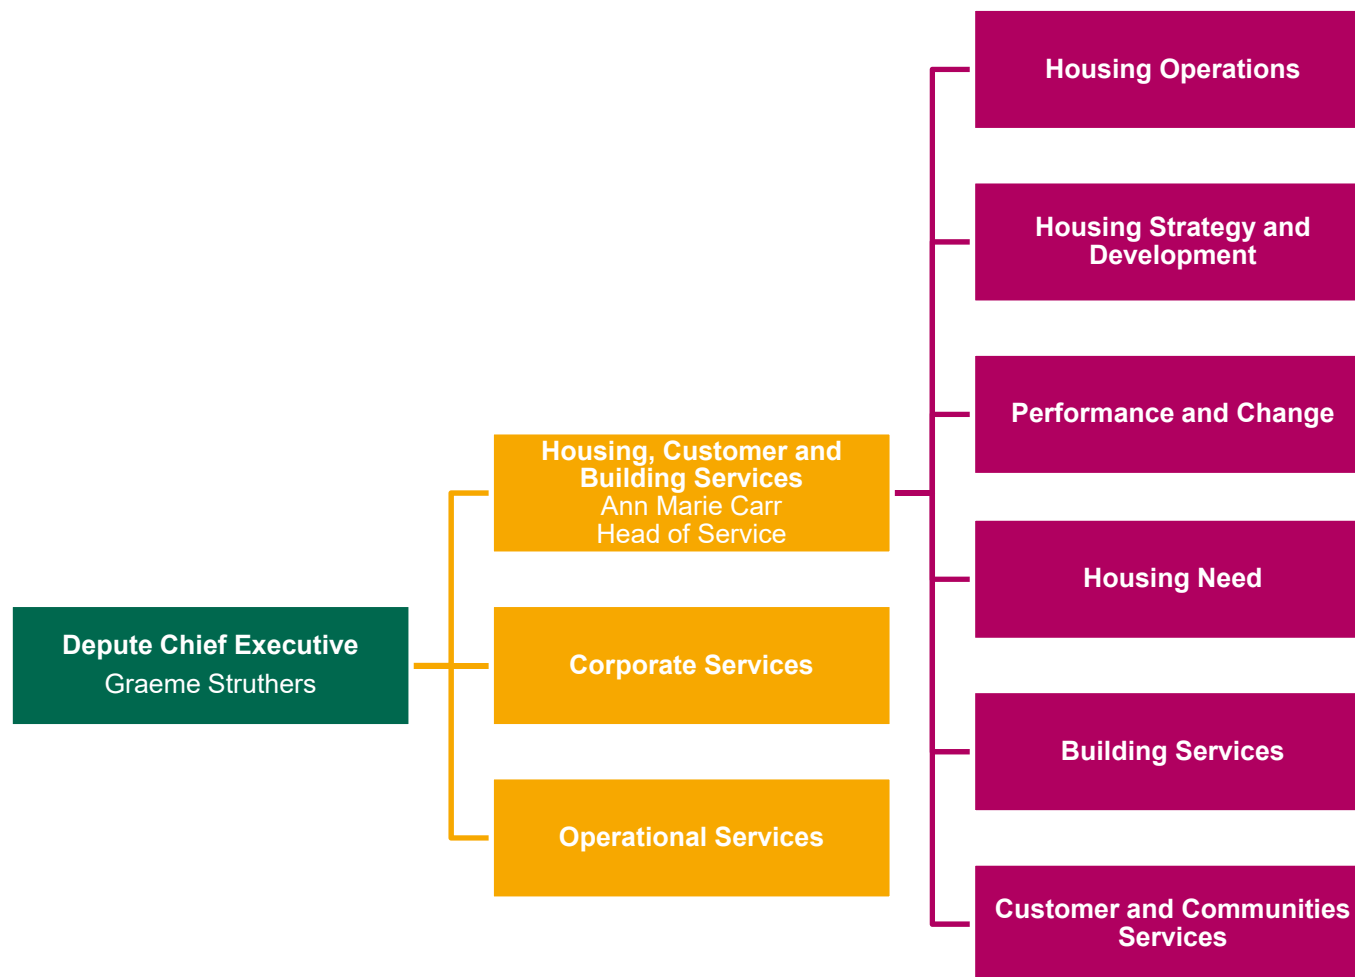 Depute Chief Executive
Graeme Struthers
Housing, Customer and
Building Services
Ann Marie Carr
Head of Service
Corporate Services
Operational Services
Housing Operations
Housing Strategy and
Development
Performance and Change
Housing Need
Building Services
Customer and Communities
Services